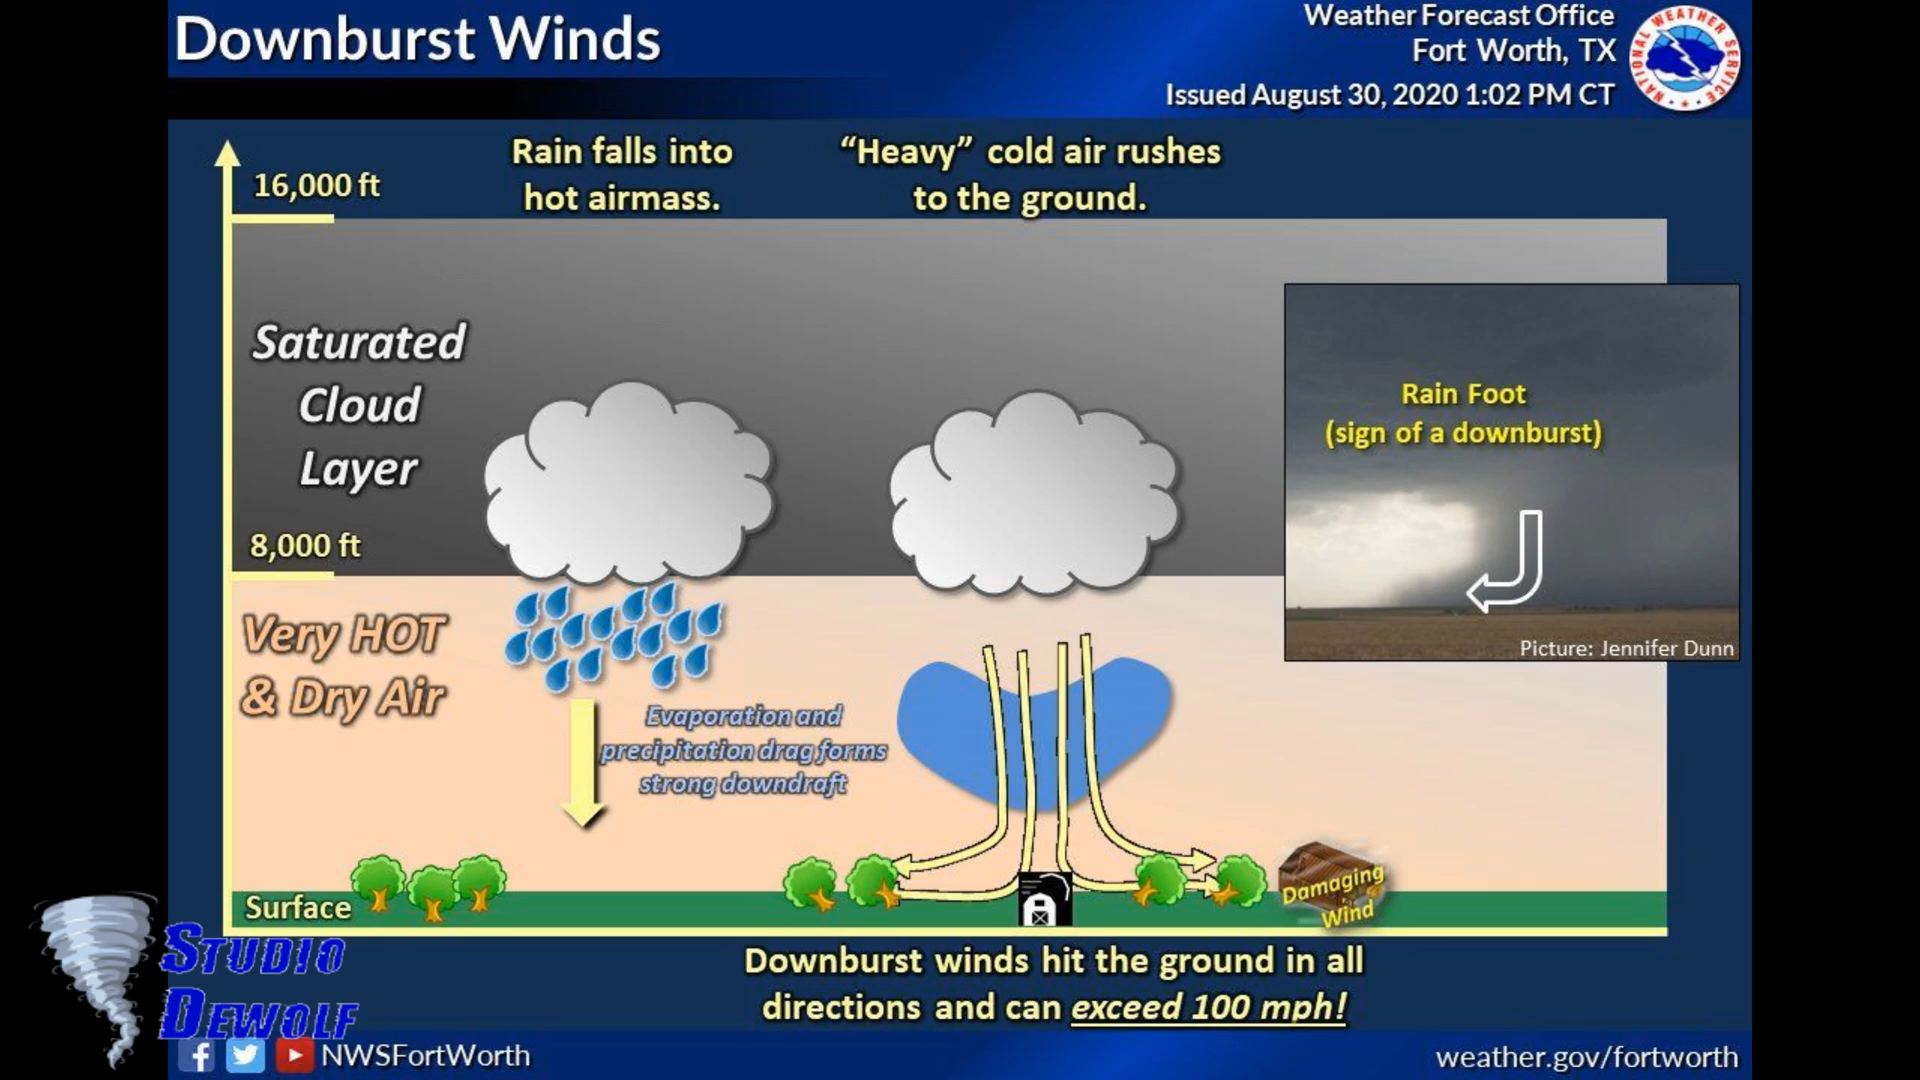 Downburst Winds
Weather Forecast Office
Fort Worth, TX
Issued August 30, 2020 1:02 PM CT
NATIONAL WEATHER SERVICE
16,000 ft
Rain falls into
hot airmass.
“Heavy” cold air rushes
to the ground.
Saturated
Cloud
Layer
8,000 ft
Rain Foot
(sign of a downburst)
Picture: Jennifer Dunn
Very HOT
& Dry Air
Evaporation and
precipitation drag forms
strong downdraft
Surface
Damaging
Wind
Downburst winds hit the ground in all
directions and can exceed 100 mph!
STUDIO
DEWOLF
NWSFortWorth
weather.gov/fortworth